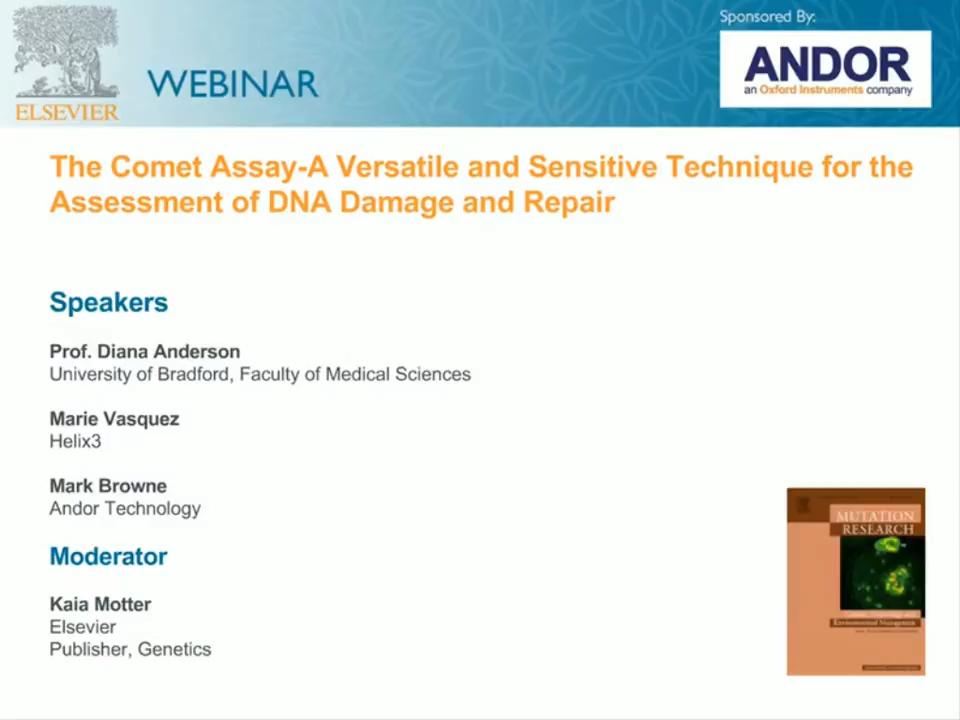 Sponsored By:
ELSEVIER
WEBINAR
ANDOR
an Oxford Instruments company
The Comet Assay-A Versatile and Sensitive Technique for the
Assessment of DNA Damage and Repair
Speakers
Prof. Diana Anderson
University of Bradford, Faculty of Medical Sciences
Marie Vasquez
Helix3
Mark Browne
Andor Technology
Moderator
Kaia Motter
Elsevier
Publisher, Genetics
MUTATION
RESEARCH
Environmental Mutagenesis